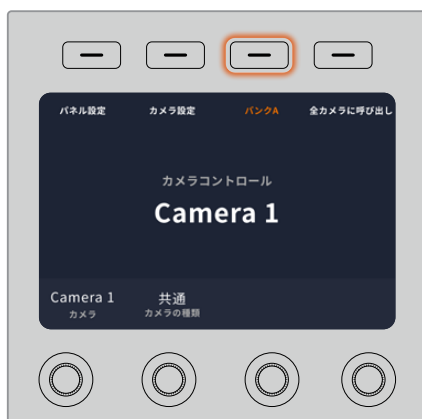 パネル設定 カメラ設定 バンクA 全カメラに呼び出し
カメラコントロール
Camera 1
Camera 1 共通
カメラ カメラの種類